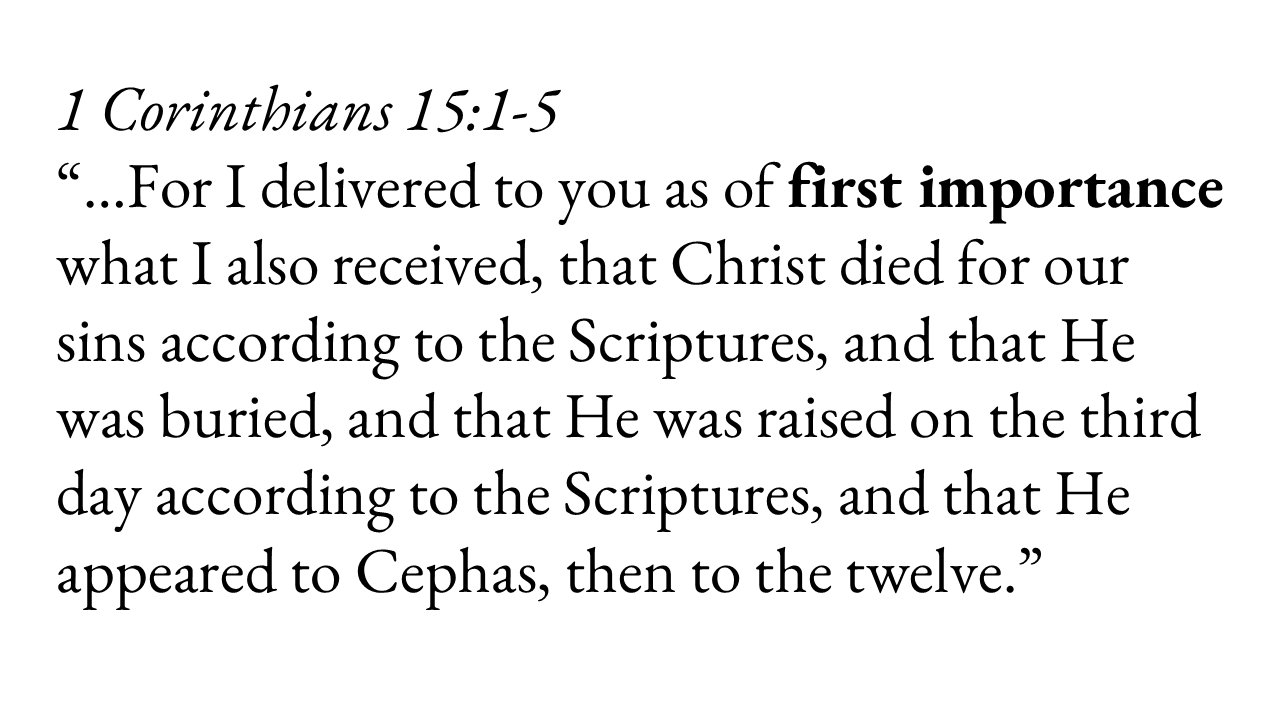 1 Corinthians 15:1-5
“…For I delivered to you as of first importance
what I also received, that Christ died for our
sins according to the Scriptures, and that He
was buried, and that He was raised on the third
day according to the Scriptures, and that He
appeared to Cephas, then to the twelve.”